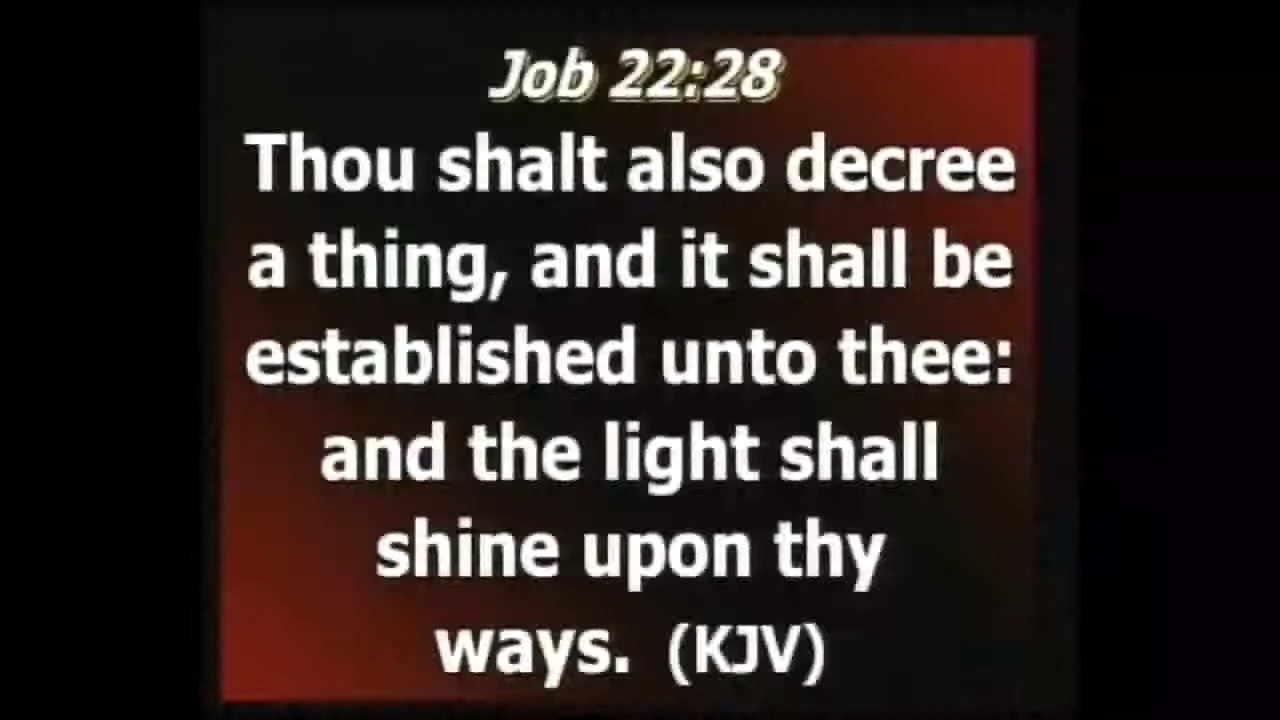 Job 22:28
Thou shalt also decree
a thing, and it shall be
established unto thee:
and the light shall
shine upon thy
ways. (KJV)